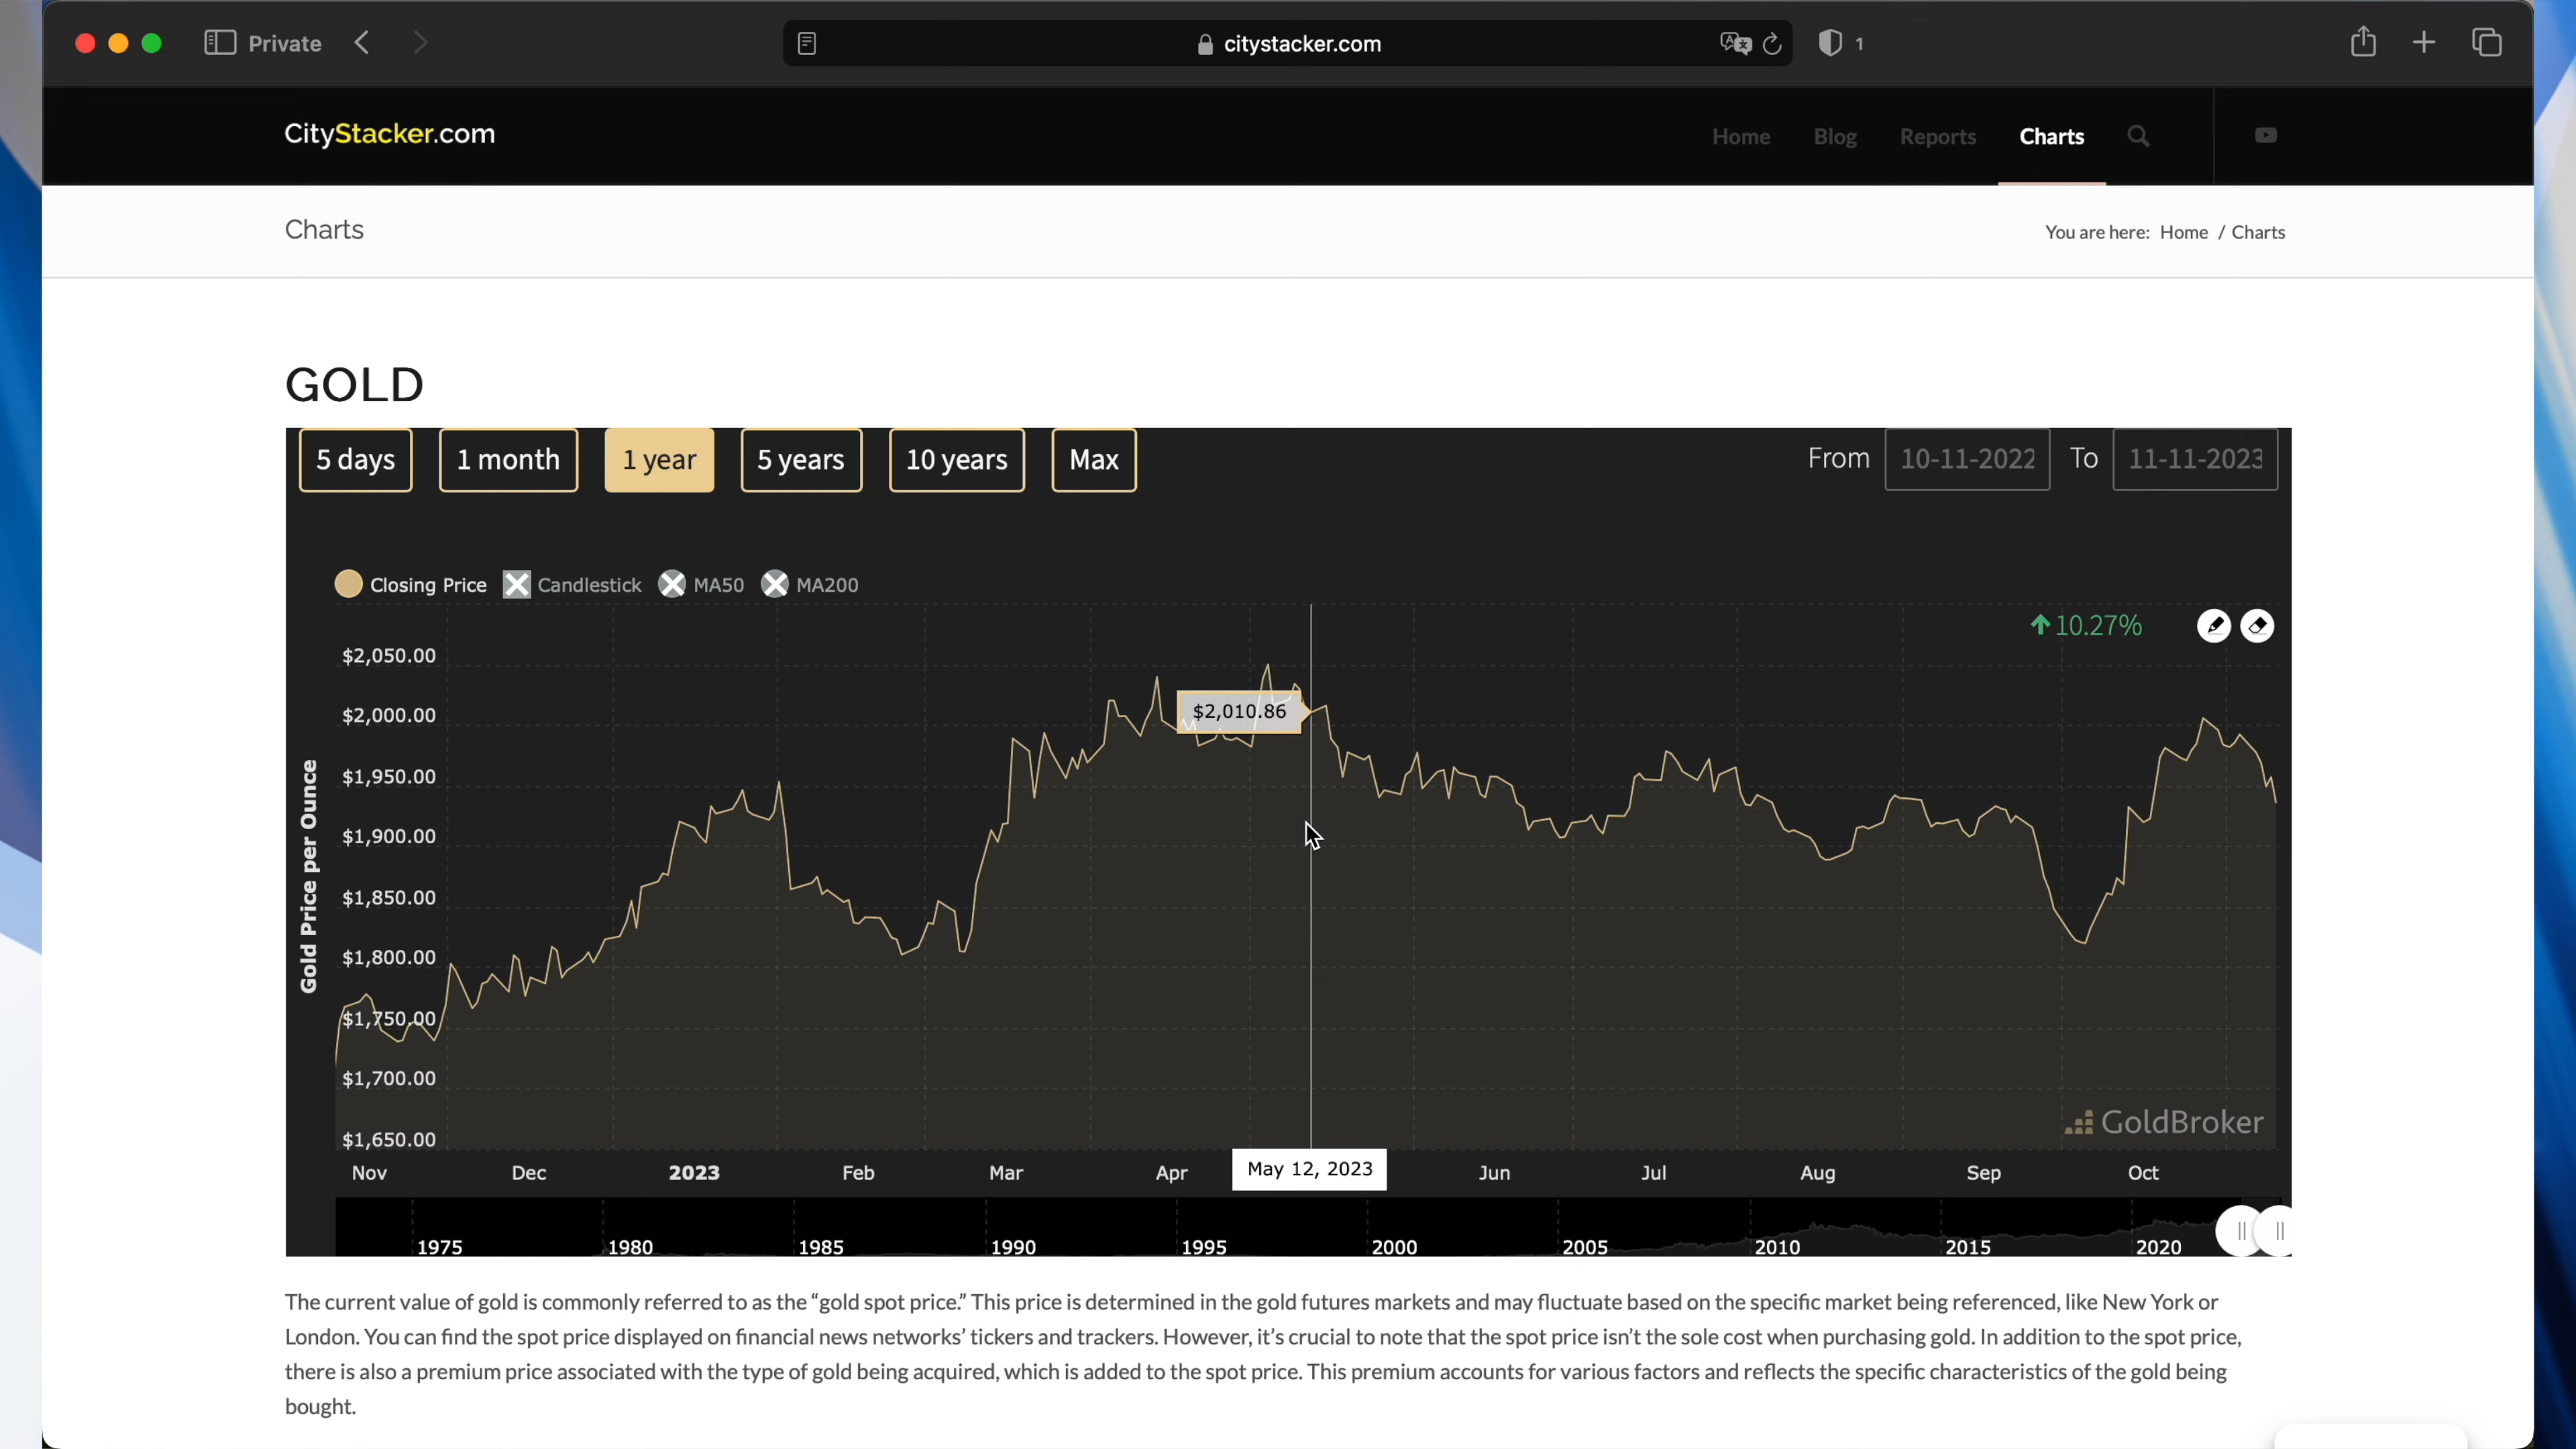 Private
citystacker.com
1
CityStacker.com
Home Blog Reports Charts
Charts
You are here: Home / Charts
GOLD
5 days 1 month 1 year 5 years 10 years Max
From 10-11-2022 To 11-11-2023
Closing Price Candlestick MA50 MA200
10.27%
$2,050.00
$2,010.86
$2,000.00
$1,950.00
$1,900.00
$1,850.00
$1,800.00
$1,750.00
$1,700.00
$1,650.00
Gold Price per Ounce
GoldBroker
Nov Dec 2023 Feb Mar Apr May 12, 2023 Jun Jul Aug Sep Oct
1975 1980 1985 1990 1995 2000 2005 2010 2015 2020
The current value of gold is commonly referred to as the “gold spot price.” This price is determined in the gold futures markets and may fluctuate based on the specific market being referenced, like New York or
London. You can find the spot price displayed on financial news networks’ tickers and trackers. However, it’s crucial to note that the spot price isn’t the sole cost when purchasing gold. In addition to the spot price,
there is also a premium price associated with the type of gold being acquired, which is added to the spot price. This premium accounts for various factors and reflects the specific characteristics of the gold being
bought.